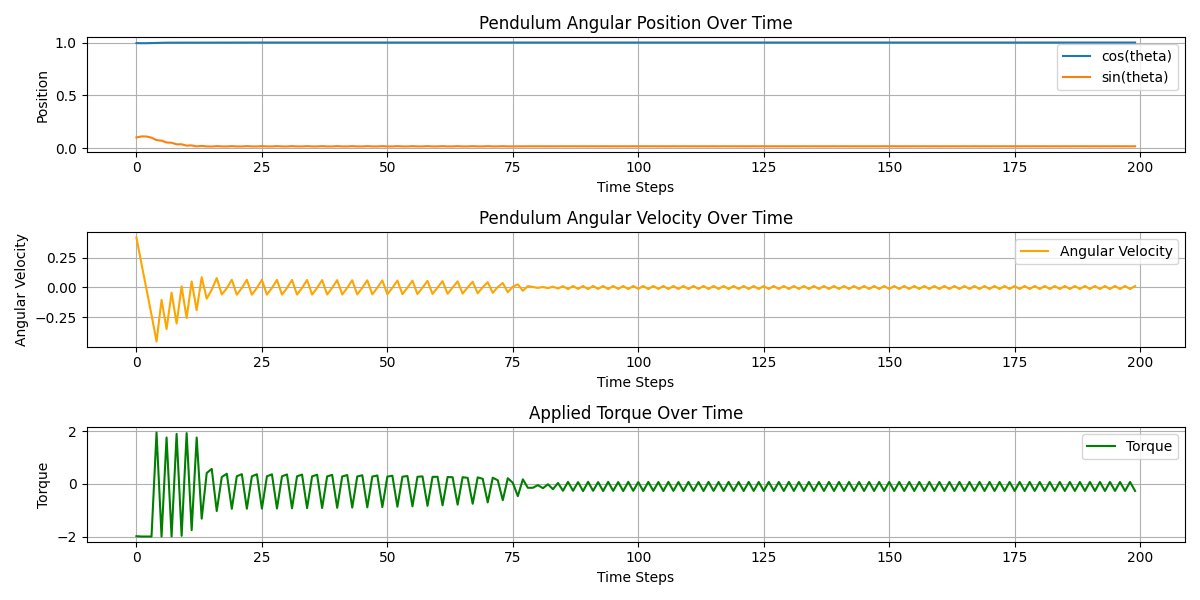 Pendulum Angular Position Over Time
1.0
0.5
0.0
Position
cos(theta)
sin(theta)
0 25 50 75 100 125 150 175 200
Time Steps
Pendulum Angular Velocity Over Time
0.25
0.00
−0.25
Angular Velocity
Angular Velocity
0 25 50 75 100 125 150 175 200
Time Steps
Applied Torque Over Time
2
0
−2
Torque
Torque
0 25 50 75 100 125 150 175 200
Time Steps